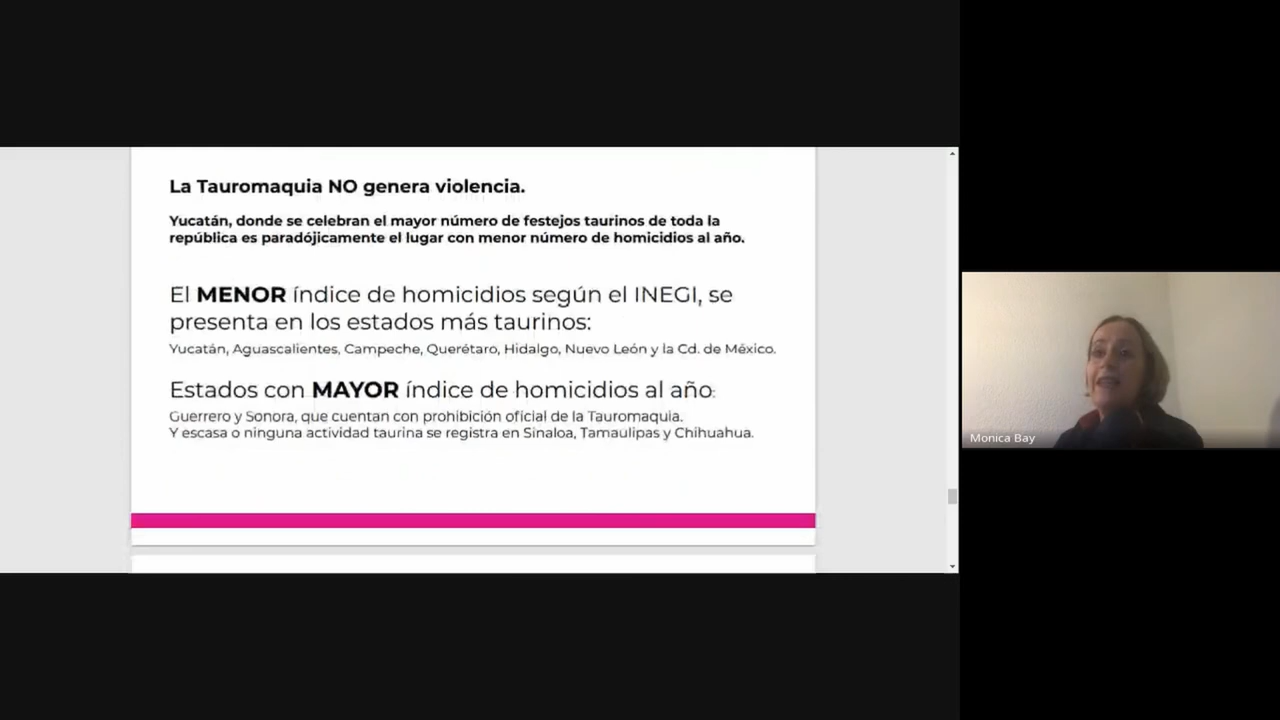 La Tauromaquia NO genera violencia.
Yucatán, donde se celebran el mayor número de festejos taurinos de toda la
república es paradójicamente el lugar con menor número de homicidios al año.
El MENOR índice de homicidios según el INEGI, se
presenta en los estados más taurinos:
Yucatán, Aguascalientes, Campeche, Querétaro, Hidalgo, Nuevo León y la Cd. de México.
Estados con MAYOR índice de homicidios al año:
Guerrero y Sonora, que cuentan con prohibición oficial de la Tauromaquia.
Y escasa o ninguna actividad taurina se registra en Sinaloa, Tamaulipas y Chihuahua.
Monica Bay